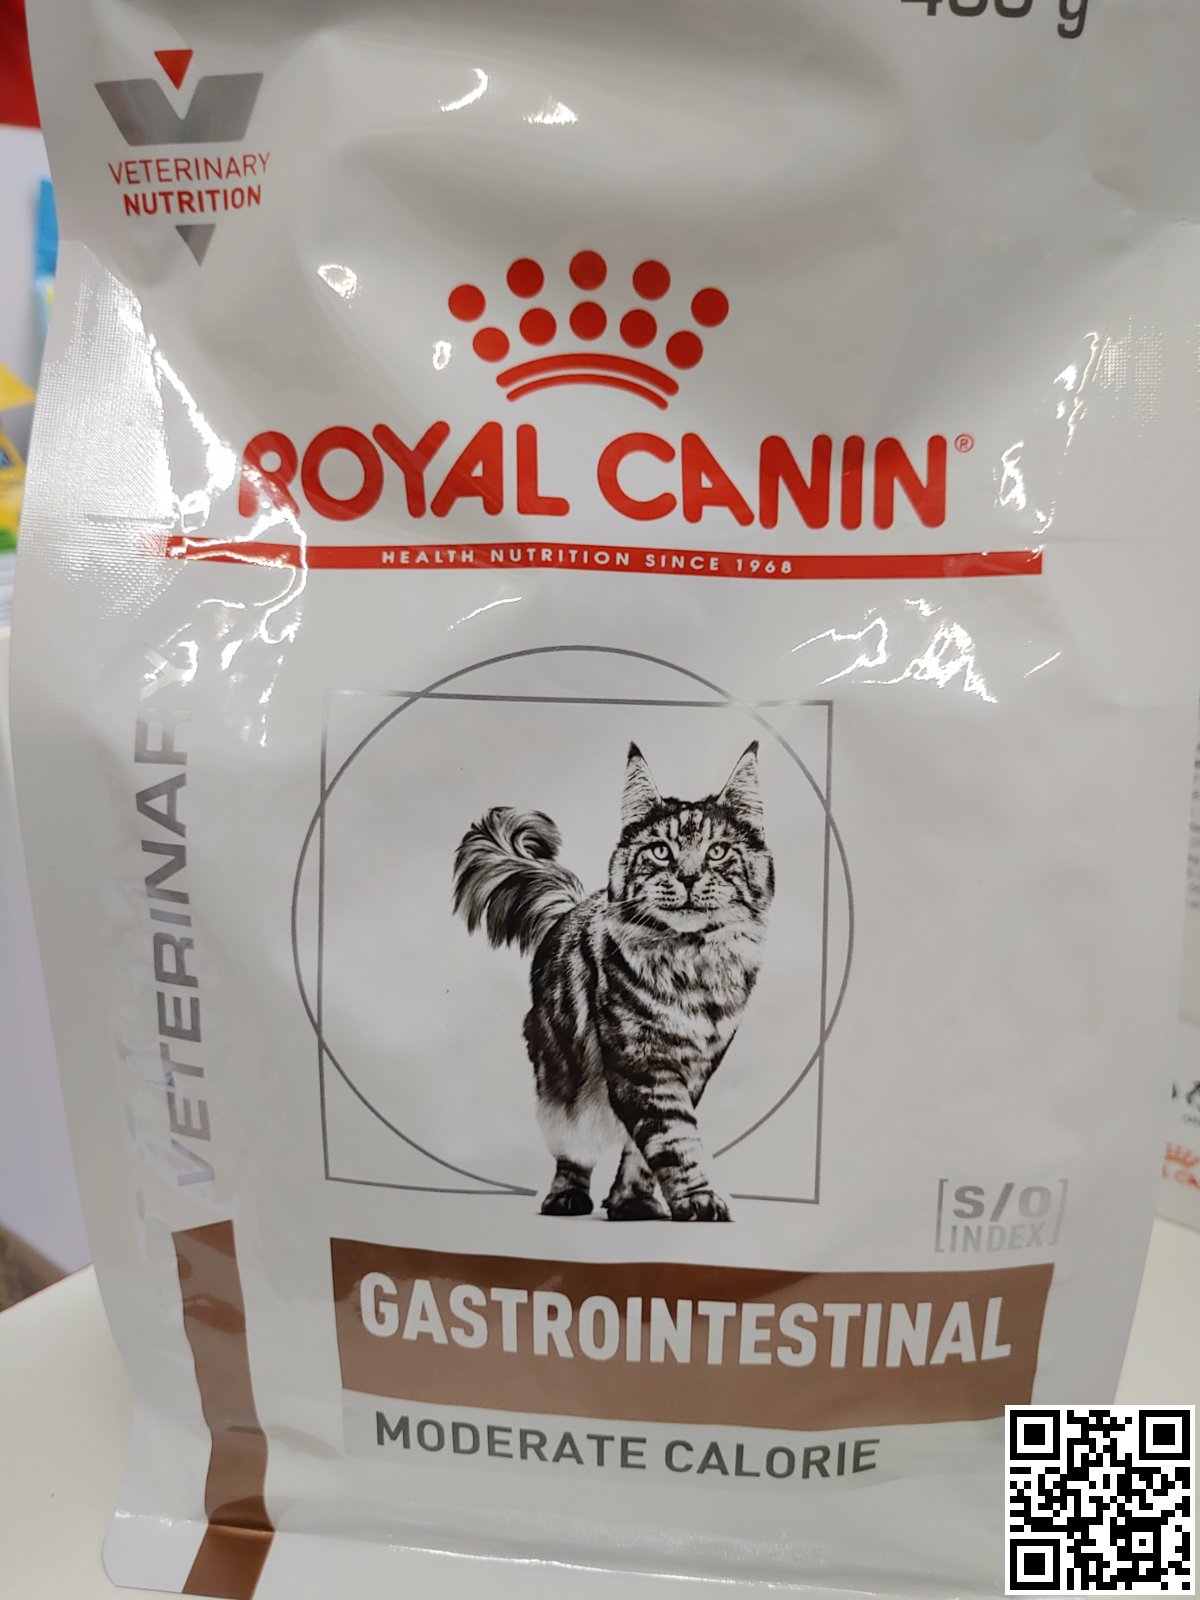 VETERINARY
NUTRITION
ROYAL CANIN®
HEALTH NUTRITION SINCE 1968
VETERINARY
S/O
INDEX
GASTROINTESTINAL
MODERATE CALORIE